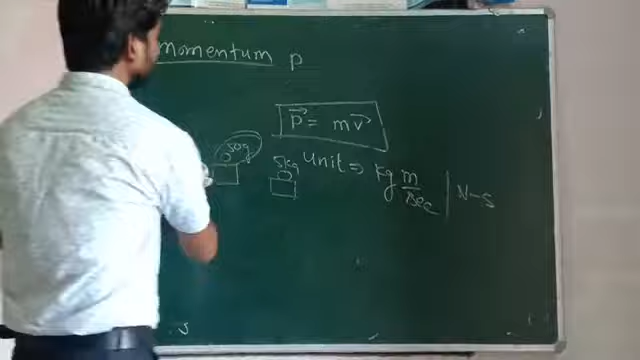 momentum p
p⃗ = mv⃗
50g
5kg
unit ⇒ kg m/sec | N-S